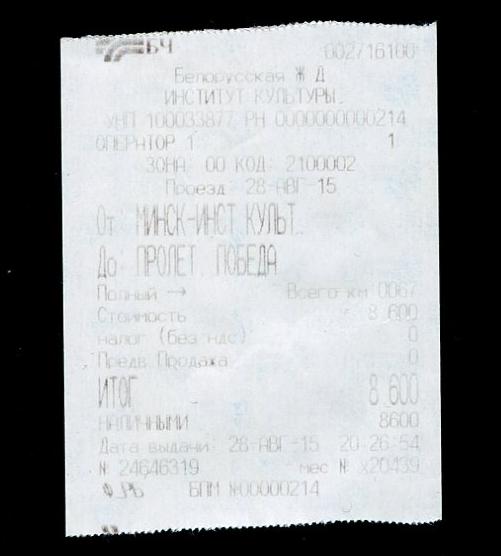 БЧ 002/16100
Белорусская Ж Д
ИНСТИТУТ КУЛЬТУРЫ.
УНП 100033877 РН 0000000000214
ОПЕРАТОР 1 1
ЗОНА: 00 КОД: 2100002
Проезд: 28-АВГ-15
От: МИНСК-ИНСТ КУЛЬТ..
До: ПРОЛЕТ. ПОБЕДА
Полный → Всего км 0067
Стоимость 8 600
налог (без ндс) 0
Предв.Продажа 0
ИТОГ 8 600
НАЛИЧНЫМИ 8600
Дата выдачи: 28-АВГ-15 20:26:54
№ 24646319 мес № x20439
БПМ №00000214